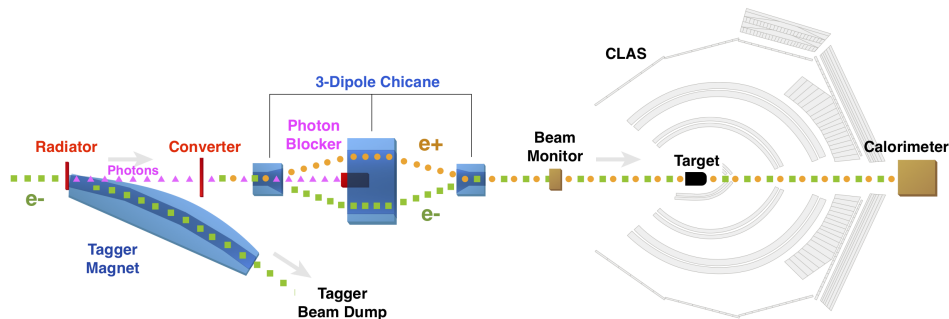 CLAS
3-Dipole Chicane
Photon
Blocker
e+
Radiator
Converter
Photons
Beam
Monitor
Target
Calorimeter
e-
e-
Tagger
Magnet
Tagger
Beam Dump